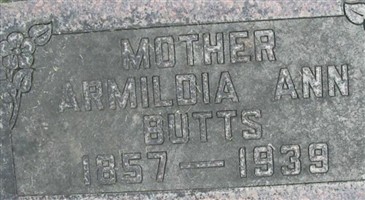 MOTHER
ARMILDIA ANN
BUTTS
1857—1939